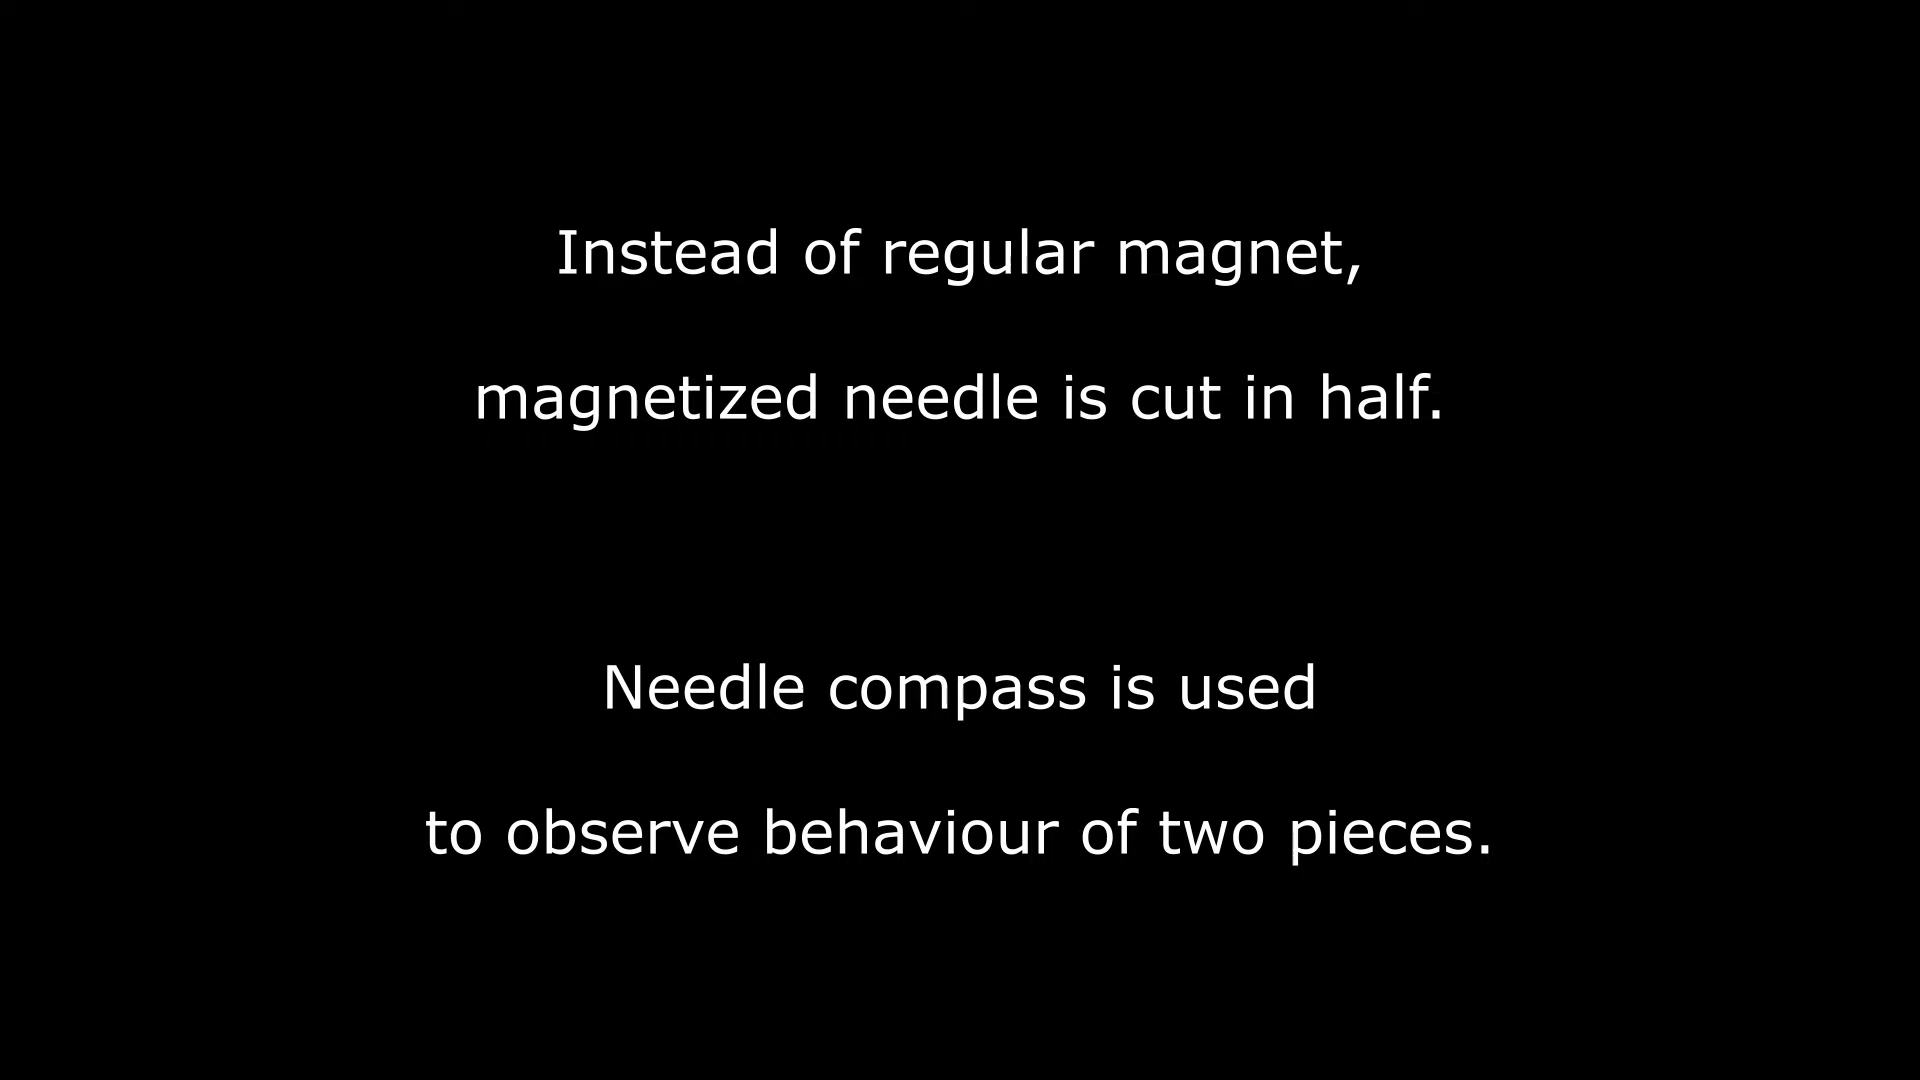 Instead of regular magnet,
magnetized needle is cut in half.
Needle compass is used
to observe behaviour of two pieces.